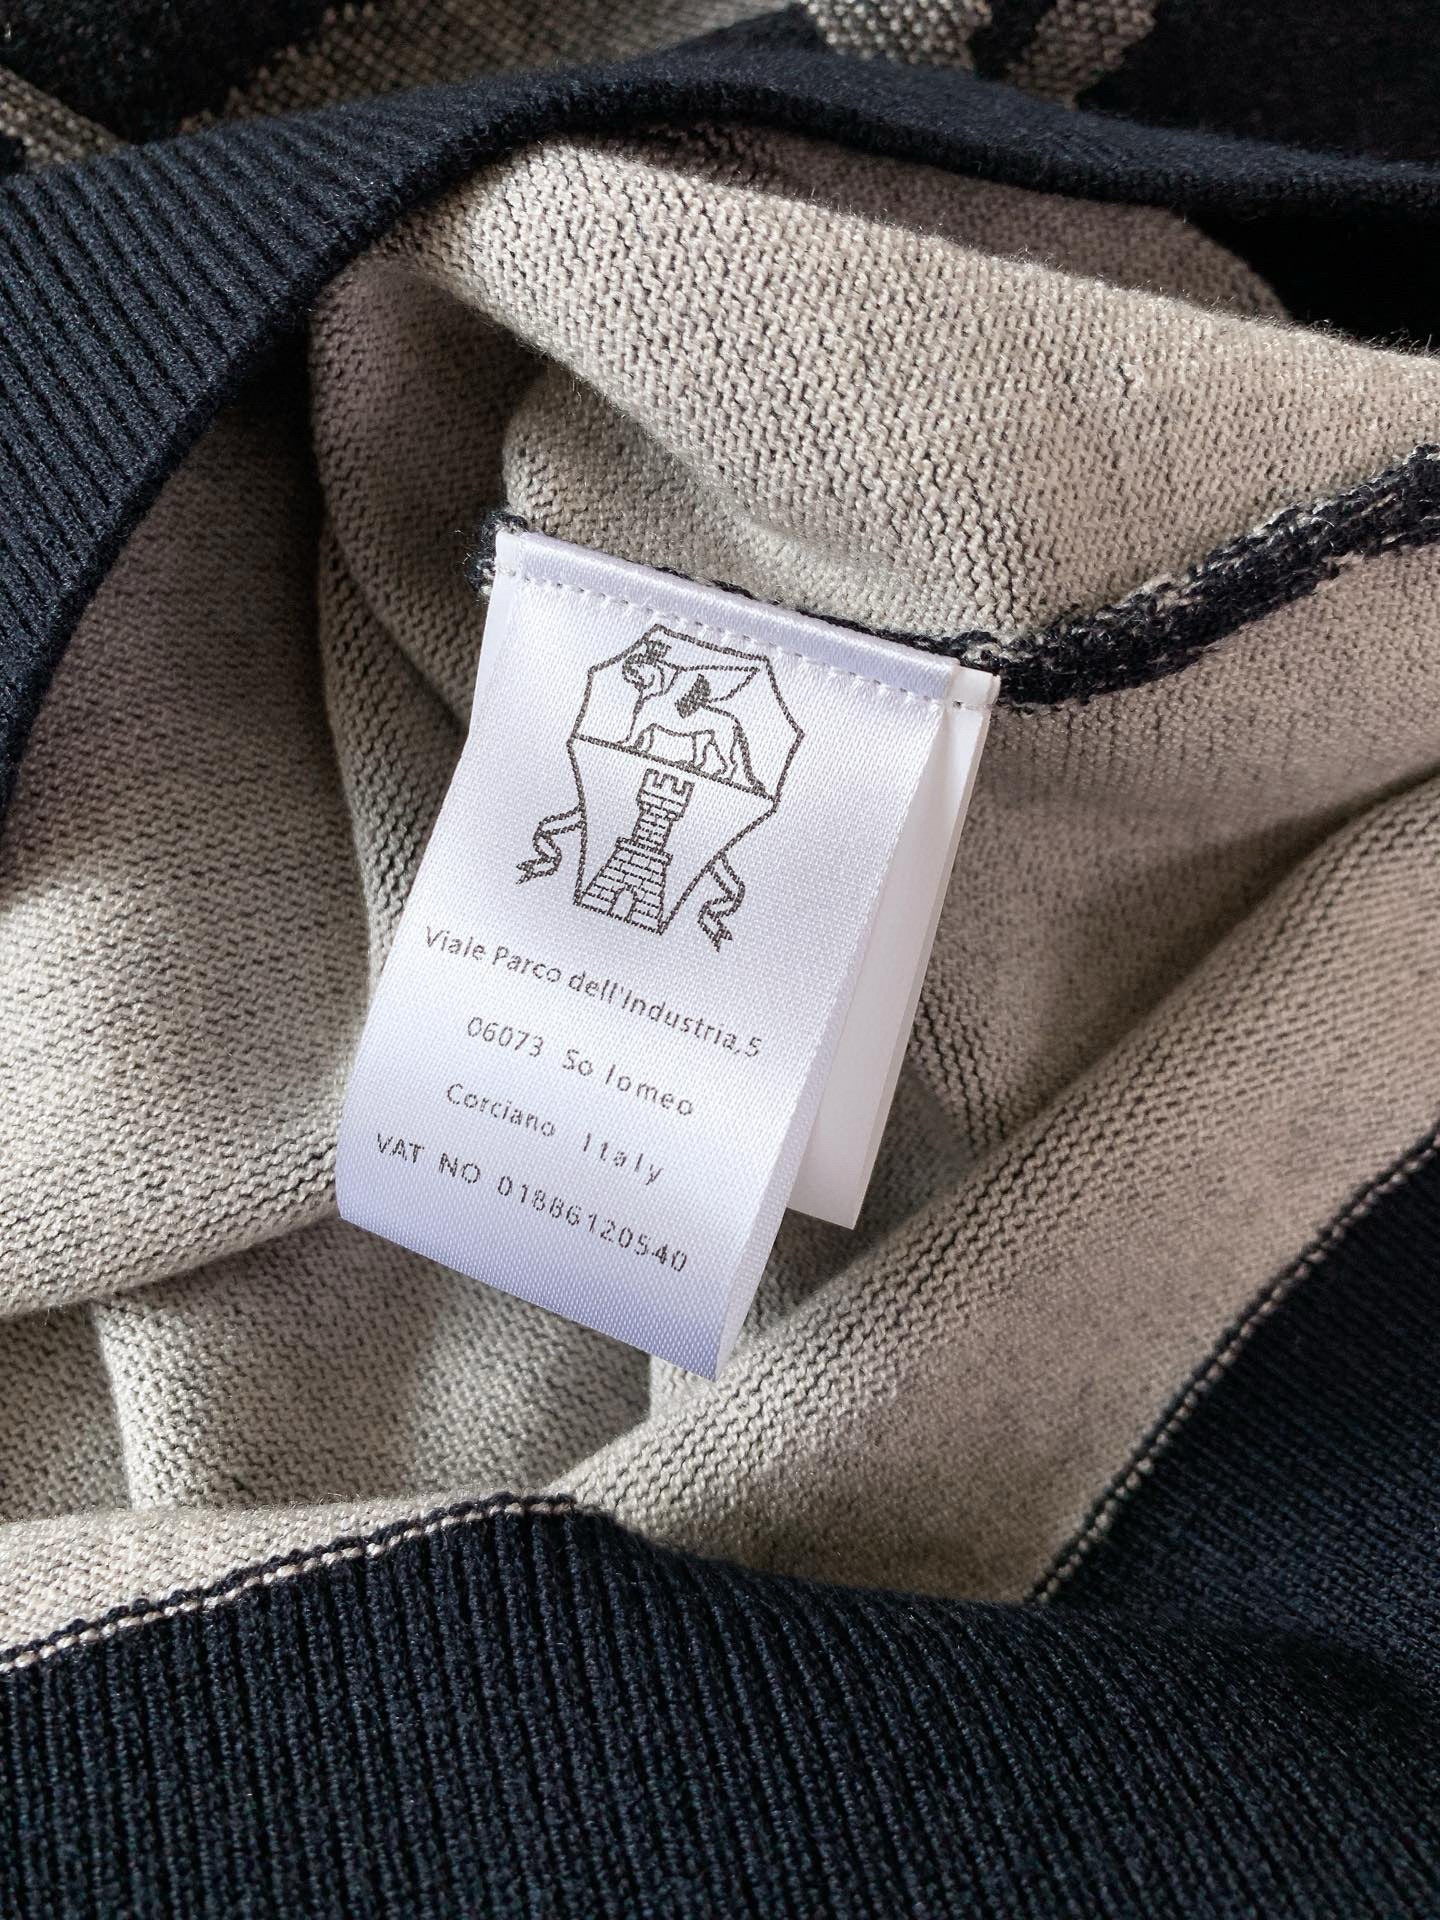 Viale Parco dell'Industria,5
06073 So lomeo
Corciano Italy
VAT NO 01886120540